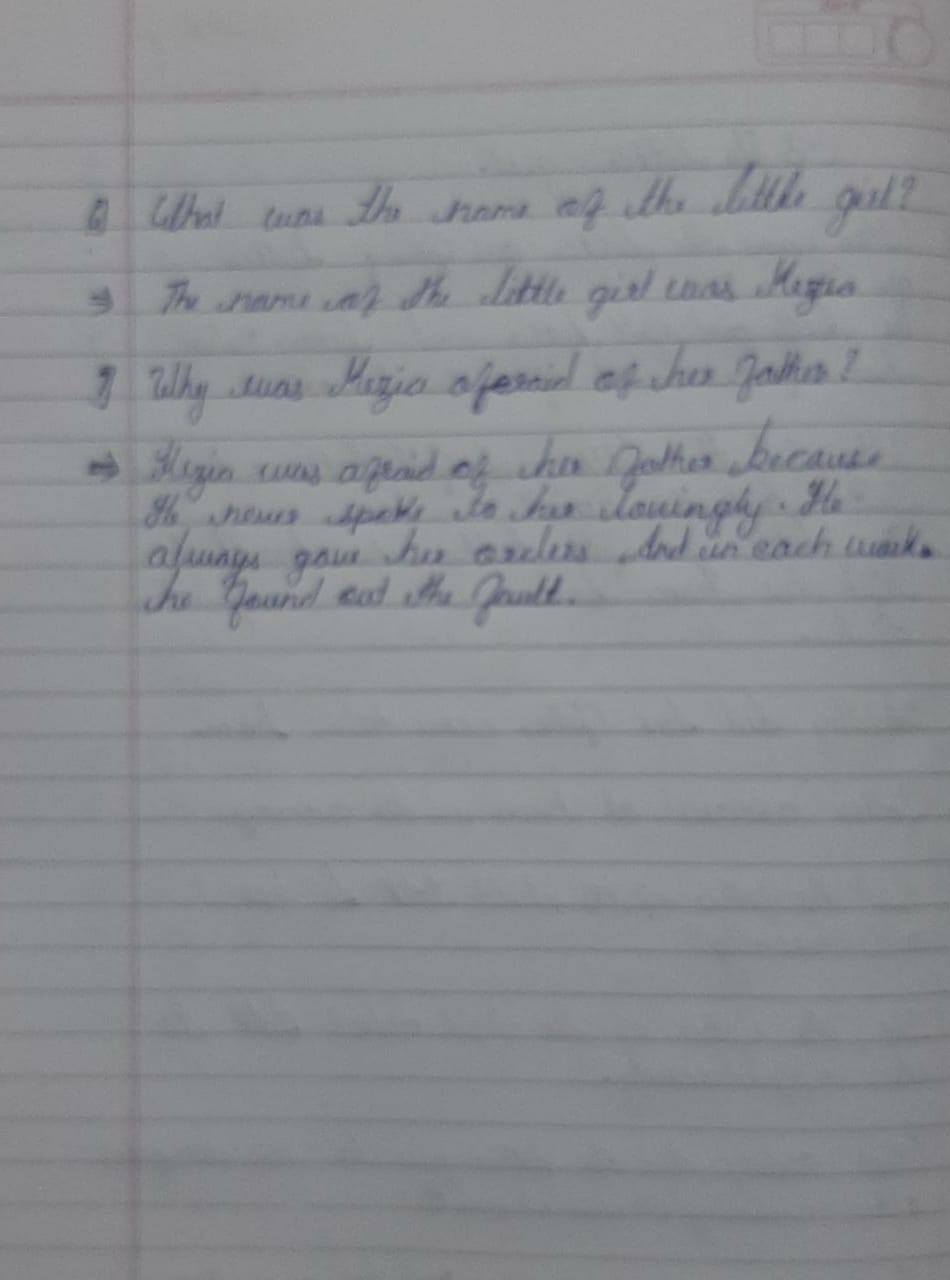 Q What was the name of the little girl?
⇒ The name of the little girl was Kezia
Q Why was Kezia afraid of her father?
⇒ Kezia was afraid of her father because
He never spoke to her lovingly. He
always gave her orders And in each work.
he found out the fault.